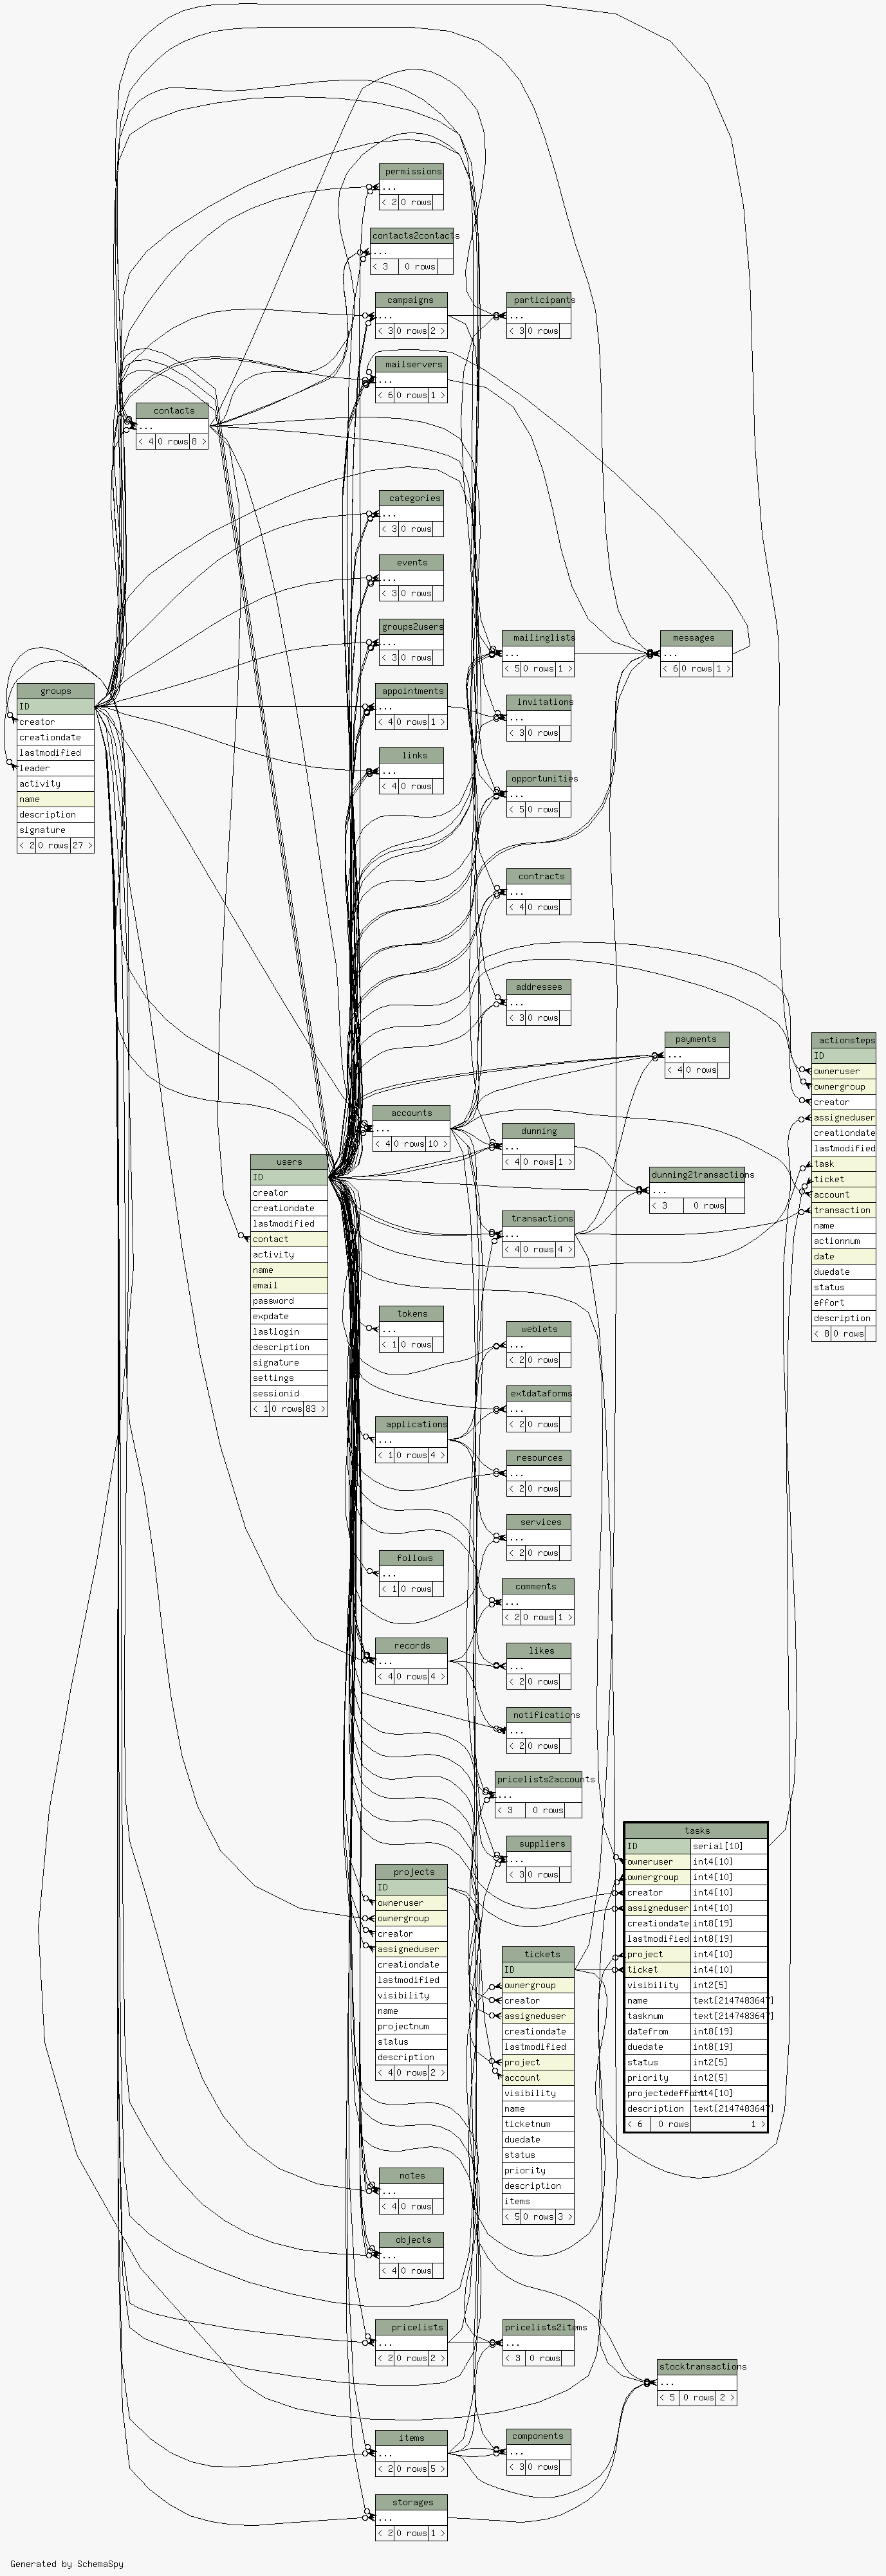 permissions
...
< 2 0 rows
contacts2contacts
...
< 3 0 rows
campaigns
...
< 3 0 rows 2 >
participants
...
< 3 0 rows
mailservers
...
< 6 0 rows 1 >
contacts
...
< 4 0 rows 8 >
categories
...
< 3 0 rows
events
...
< 3 0 rows
groups2users
...
< 3 0 rows
mailinglists
...
< 5 0 rows 1 >
messages
...
< 6 0 rows 1 >
groups
ID
creator
creationdate
lastmodified
leader
activity
name
description
signature
< 2 0 rows 27 >
appointments
...
< 4 0 rows 1 >
invitations
...
< 3 0 rows
links
...
< 4 0 rows
opportunities
...
< 5 0 rows
contracts
...
< 4 0 rows
addresses
...
< 3 0 rows
payments
...
< 4 0 rows
actionsteps
ID
owneruser
ownergroup
creator
assigneduser
creationdate
lastmodified
task
ticket
account
transaction
name
actionnum
date
duedate
status
effort
description
< 8 0 rows
accounts
...
< 4 0 rows 10 >
dunning
...
< 4 0 rows 1 >
users
ID
creator
creationdate
lastmodified
contact
activity
name
email
password
expdate
lastlogin
description
signature
settings
sessionid
< 1 0 rows 83 >
dunning2transactions
...
< 3 0 rows
transactions
...
< 4 0 rows 4 >
tokens
...
< 1 0 rows
weblets
...
< 2 0 rows
extdataforms
...
< 2 0 rows
applications
...
< 1 0 rows 4 >
resources
...
< 2 0 rows
services
...
< 2 0 rows
follows
...
< 1 0 rows
comments
...
< 2 0 rows 1 >
records
...
< 4 0 rows 4 >
likes
...
< 2 0 rows
notifications
...
< 2 0 rows
pricelists2accounts
...
< 3 0 rows
suppliers
...
< 3 0 rows
tasks
ID serial[10]
owneruser int4[10]
ownergroup int4[10]
creator int4[10]
assigneduser int4[10]
creationdate int8[19]
lastmodified int8[19]
project int4[10]
ticket int4[10]
visibility int2[5]
name text[2147483647]
tasknum text[2147483647]
datefrom int8[19]
duedate int8[19]
status int2[5]
priority int2[5]
projectedeffort int4[10]
description text[2147483647]
< 6 0 rows 1 >
projects
ID
owneruser
ownergroup
creator
assigneduser
creationdate
lastmodified
visibility
name
projectnum
status
description
< 4 0 rows 2 >
tickets
ID
ownergroup
creator
assigneduser
creationdate
lastmodified
project
account
visibility
name
ticketnum
duedate
status
priority
description
items
< 5 0 rows 3 >
notes
...
< 4 0 rows
objects
...
< 4 0 rows
pricelists
...
< 2 0 rows 2 >
pricelists2items
...
< 3 0 rows
stocktransactions
...
< 5 0 rows 2 >
items
...
< 2 0 rows 5 >
components
...
< 3 0 rows
storages
...
< 2 0 rows 1 >
Generated by SchemaSpy